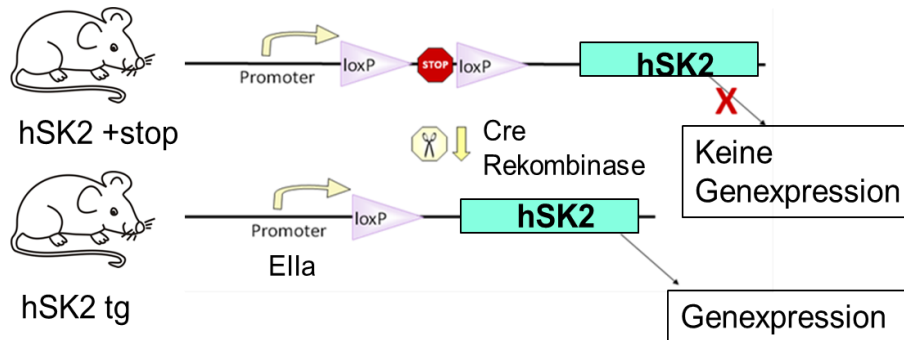 hSK2 +stop
Promoter
loxP
STOP
loxP
hSK2
X
Keine
Genexpression
Cre
Rekombinase
hSK2 tg
Promoter
EIIa
loxP
hSK2
Genexpression